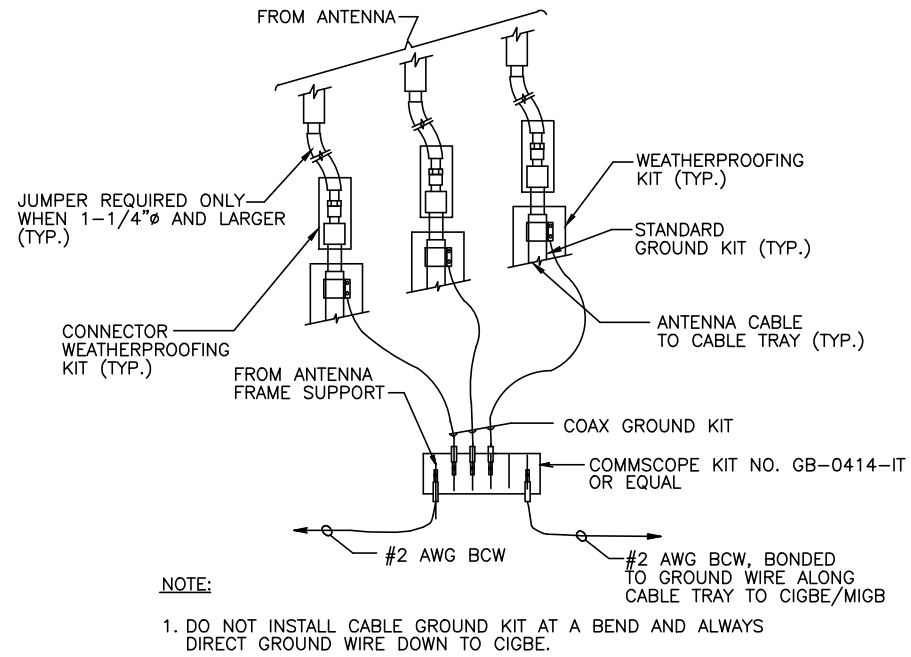 FROM ANTENNA
JUMPER REQUIRED ONLY
WHEN 1-1/4"ø AND LARGER
(TYP.)
WEATHERPROOFING
KIT (TYP.)
STANDARD
GROUND KIT (TYP.)
CONNECTOR
WEATHERPROOFING
KIT (TYP.)
ANTENNA CABLE
TO CABLE TRAY (TYP.)
FROM ANTENNA
FRAME SUPPORT
COAX GROUND KIT
COMMSCOPE KIT NO. GB-0414-IT
OR EQUAL
#2 AWG BCW
#2 AWG BCW, BONDED
TO GROUND WIRE ALONG
CABLE TRAY TO CIGBE/MIGB
NOTE:
1. DO NOT INSTALL CABLE GROUND KIT AT A BEND AND ALWAYS
DIRECT GROUND WIRE DOWN TO CIGBE.